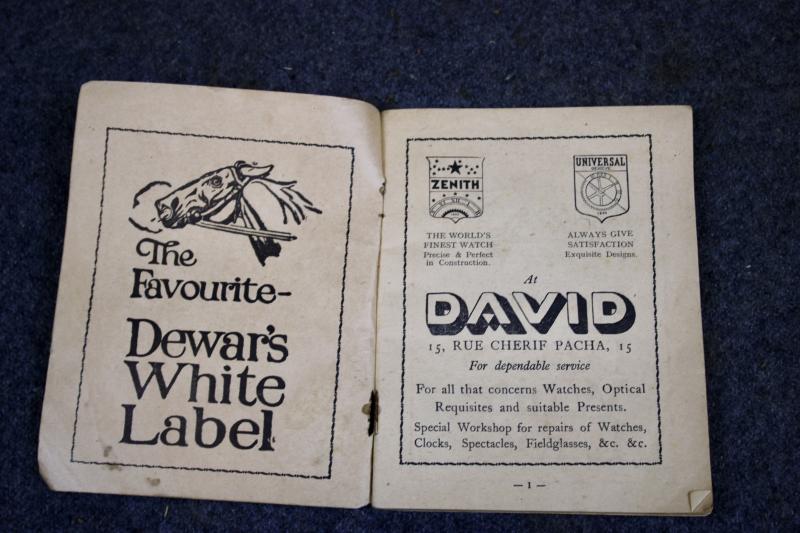 The
Favourite-
Dewar's
White
Label
ZENITH
THE WORLD'S
FINEST WATCH
Precise & Perfect
in Construction.
UNIVERSAL
GENEVE
ALWAYS GIVE
SATISFACTION
Exquisite Designs.
At
DAVID
15, RUE CHERIF PACHA, 15
For dependable service
For all that concerns Watches, Optical
Requisites and suitable Presents.
Special Workshop for repairs of Watches,
Clocks, Spectacles, Fieldglasses, &c. &c.
— 1 —